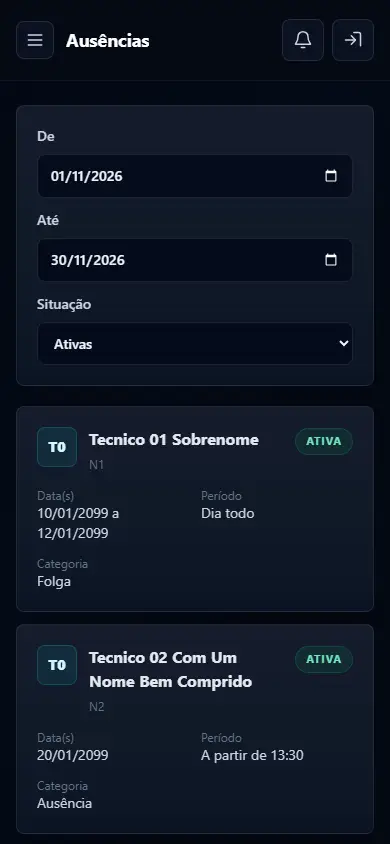 Ausências
De
01/11/2026
Até
30/11/2026
Situação
Ativas
T0
Tecnico 01 Sobrenome
ATIVA
N1
Data(s)
Período
10/01/2099 a
12/01/2099
Dia todo
Categoria
Folga
T0
Tecnico 02 Com Um
Nome Bem Comprido
ATIVA
N2
Data(s)
Período
20/01/2099
A partir de 13:30
Categoria
Ausência